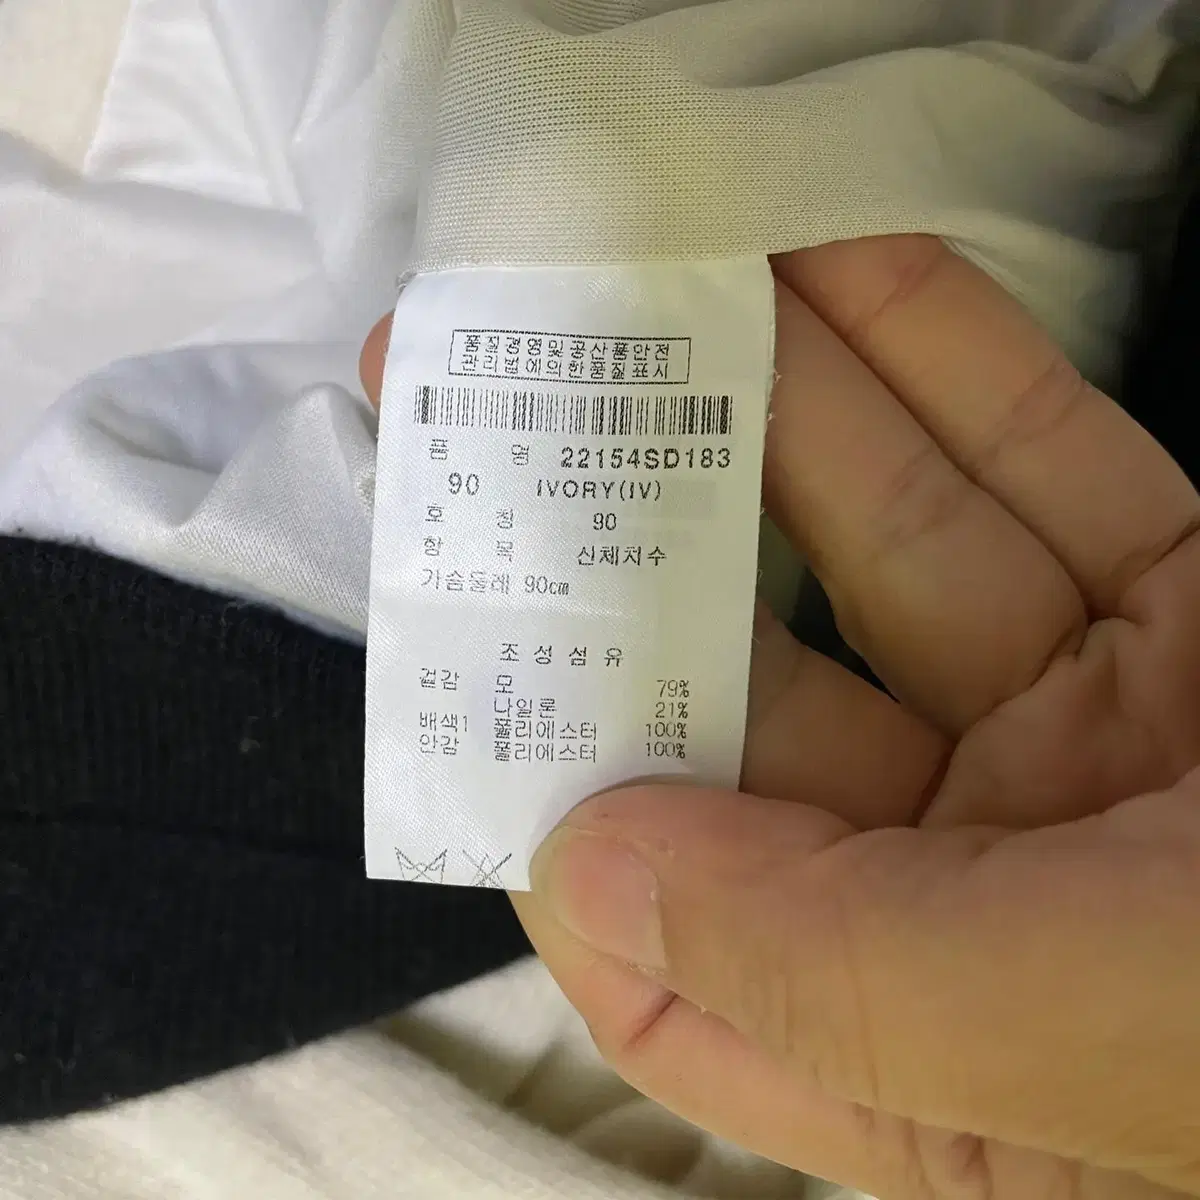 품질경영및공산품안전
관리법에의한품질표시
품 명 22154SD183
90 IVORY(IV)
호 칭 90
항 목 신체치수
가슴둘레 90cm
조성섬유
겉감 모 79%
나일론 21%
배색1 폴리에스터 100%
안감 폴리에스터 100%